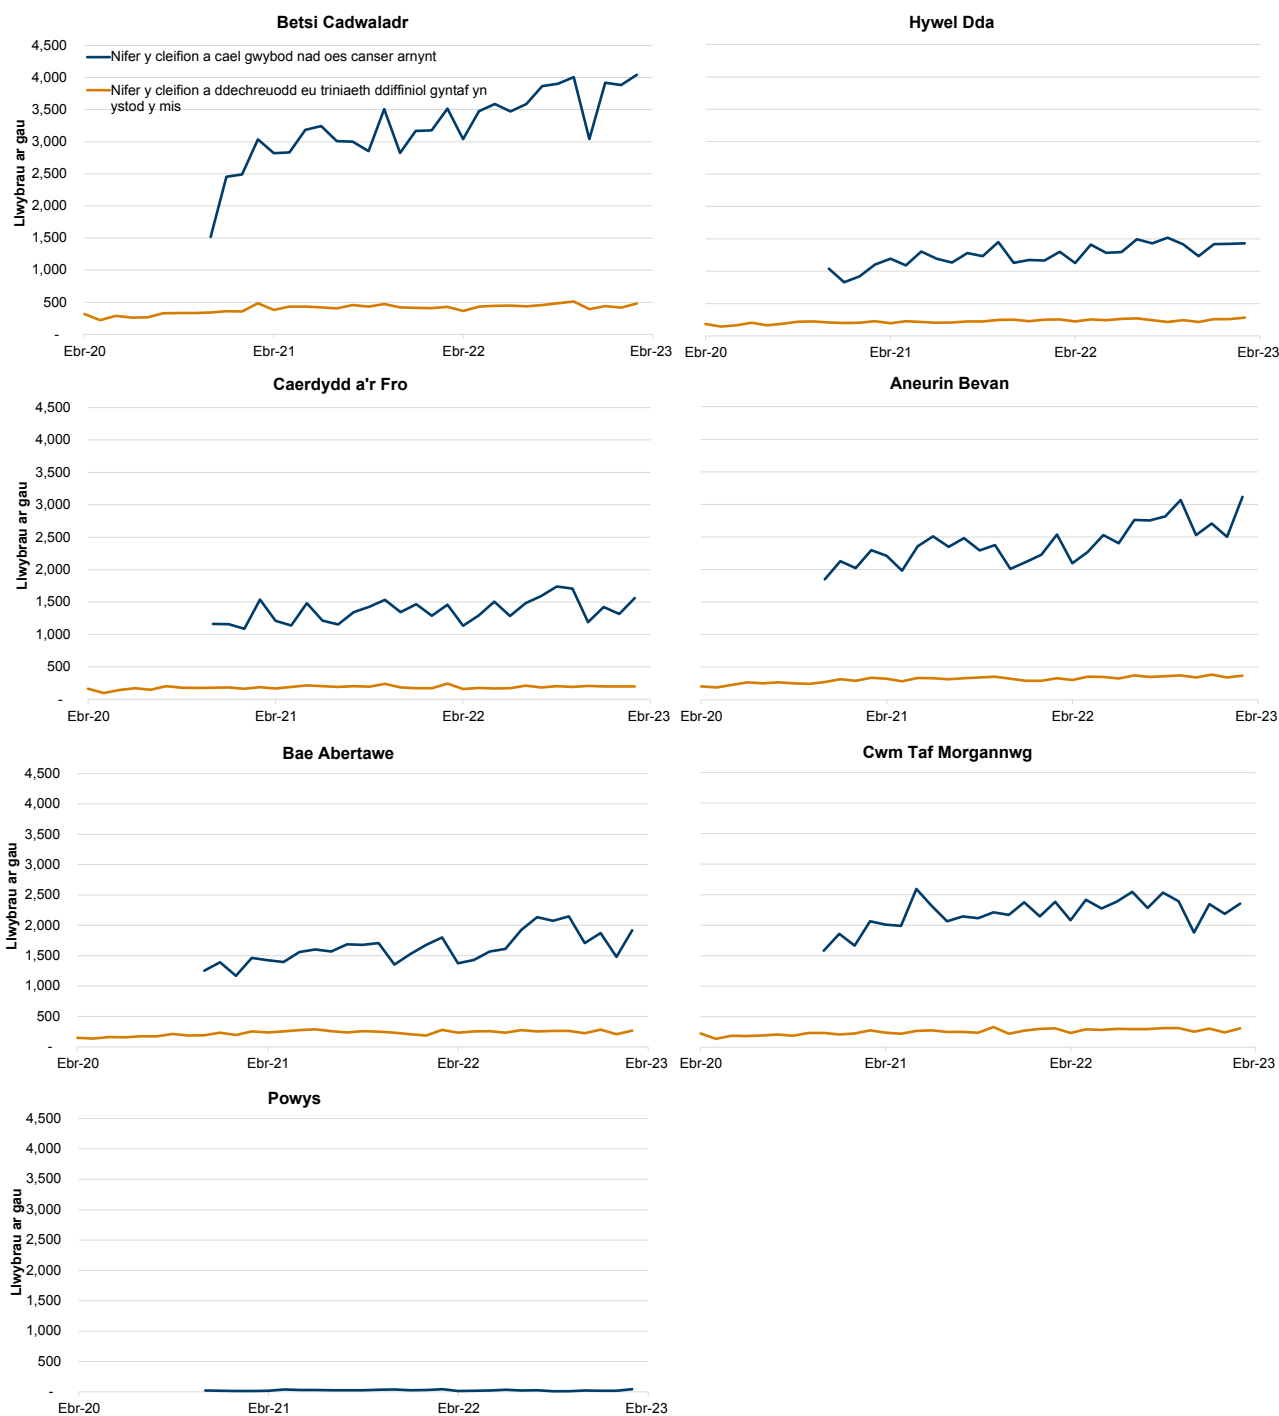 Betsi Cadwaladr
4,500
4,000
3,500
3,000
2,500
2,000
1,500
1,000
500
-
Llwybrau ar gau
Nifer y cleifion a cael gwybod nad oes canser arnynt
Nifer y cleifion a ddechreuodd eu triniaeth ddiffiniol gyntaf yn
ystod y mis
Ebr-20 Ebr-21 Ebr-22 Ebr-23
Hywel Dda
Ebr-20 Ebr-21 Ebr-22 Ebr-23
Caerdydd a'r Fro
4,500
4,000
3,500
3,000
2,500
2,000
1,500
1,000
500
-
Llwybrau ar gau
Ebr-20 Ebr-21 Ebr-22 Ebr-23
Aneurin Bevan
Ebr-20 Ebr-21 Ebr-22 Ebr-23
Bae Abertawe
4,500
4,000
3,500
3,000
2,500
2,000
1,500
1,000
500
-
Llwybrau ar gau
Ebr-20 Ebr-21 Ebr-22 Ebr-23
Cwm Taf Morgannwg
Ebr-20 Ebr-21 Ebr-22 Ebr-23
Powys
4,500
4,000
3,500
3,000
2,500
2,000
1,500
1,000
500
-
Llwybrau ar gau
Ebr-20 Ebr-21 Ebr-22 Ebr-23